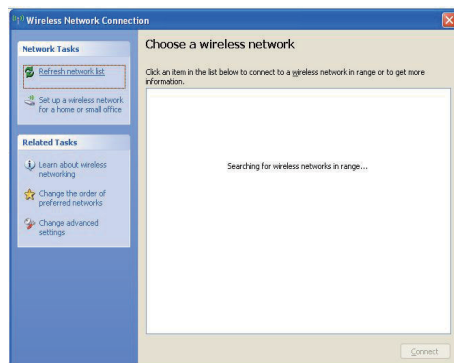 Wireless Network Connection
Network Tasks
Refresh network list
Set up a wireless network
for a home or small office
Related Tasks
Learn about wireless
networking
Change the order of
preferred networks
Change advanced
settings
Choose a wireless network
Click an item in the list below to connect to a wireless network in range or to get more
information.
Searching for wireless networks in range...
Connect